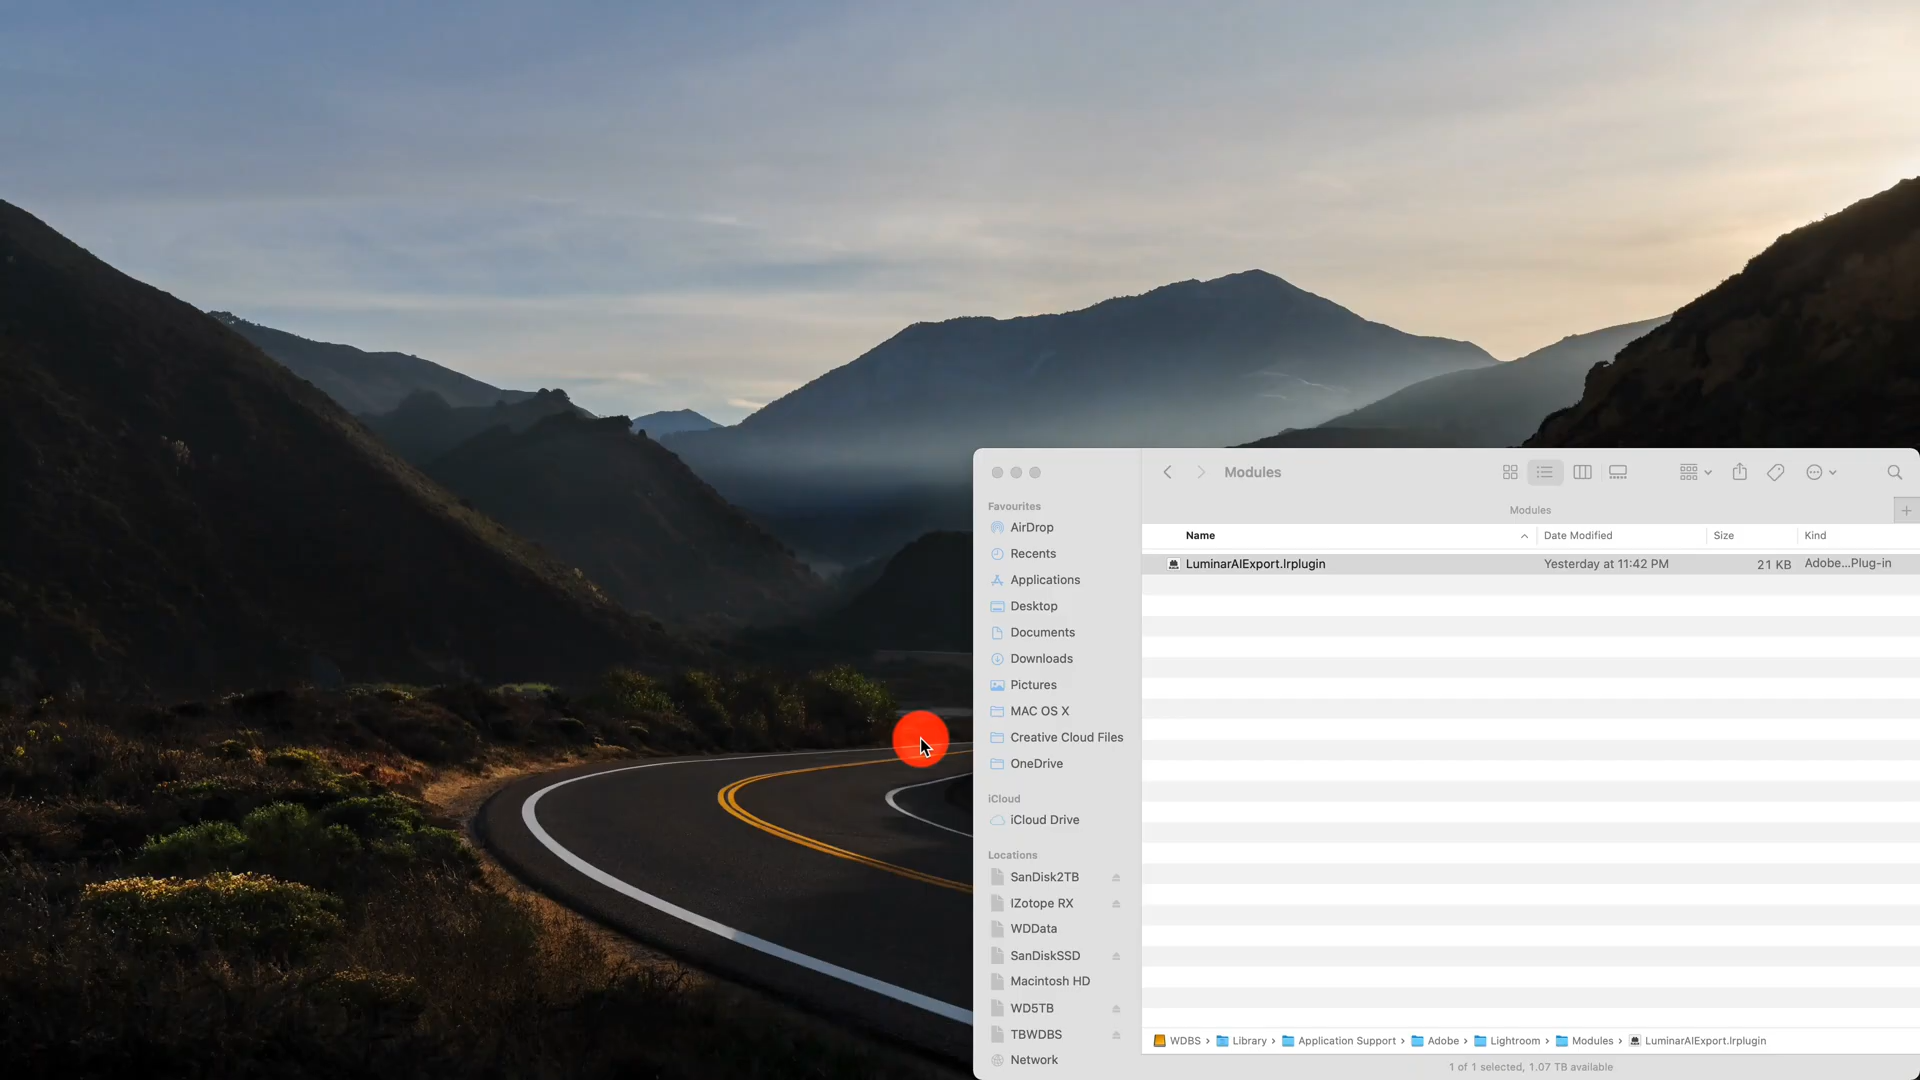 Modules
Modules
Favourites
AirDrop
Recents
Applications
Desktop
Documents
Downloads
Pictures
MAC OS X
Creative Cloud Files
OneDrive
iCloud
iCloud Drive
Locations
SanDisk2TB
IZotope RX
WDData
SanDiskSSD
Macintosh HD
WD5TB
TBWDBS
Network
Name Date Modified Size Kind
LuminarAIExport.lrplugin Yesterday at 11:42 PM 21 KB Adobe...Plug-in
WDBS › Library › Application Support › Adobe › Lightroom › Modules › LuminarAIExport.lrplugin
1 of 1 selected, 1.07 TB available